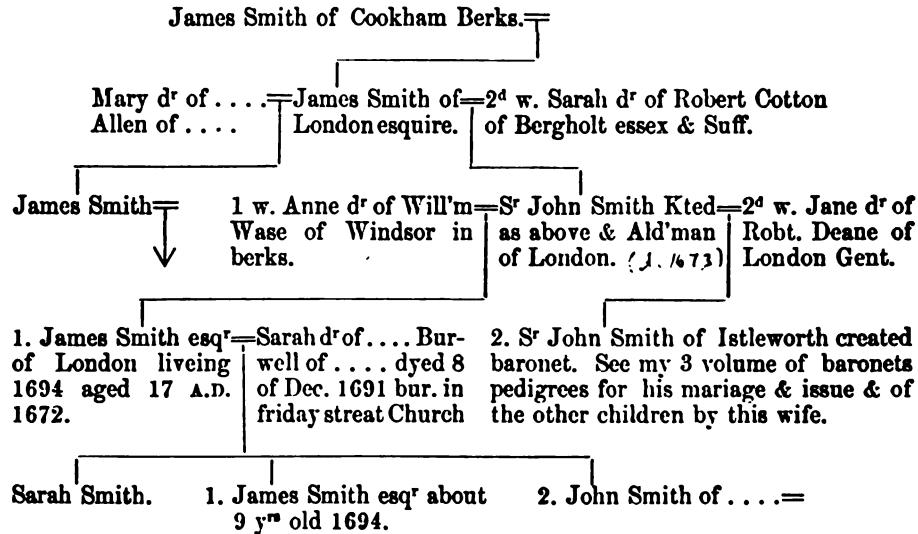 James Smith of Cookham Berks.=
Mary dʳ of . . . .=
Allen of . . . .
James Smith of=
London esquire.
2ᵈ w. Sarah dʳ of Robert Cotton
of Bergholt essex & Suff.
James Smith=
1 w. Anne dʳ of Will'm=
Wase of Windsor in
berks.
Sʳ John Smith Kted=
as above & Ald'man
of London. (d. 1673)
2ᵈ w. Jane dʳ of
Robt. Deane of
London Gent.
1. James Smith esqʳ=
of London liveing
1694 aged 17 A.D.
1672.
Sarah dʳ of . . . . Bur-
well of . . . . dyed 8
of Dec. 1691 bur. in
friday streat Church
2. Sʳ John Smith of Istleworth created
baronet. See my 3 volume of baronets
pedigrees for his mariage & issue & of
the other children by this wife.
Sarah Smith.
1. James Smith esqʳ about
9 yʳˢ old 1694.
2. John Smith of . . . .=